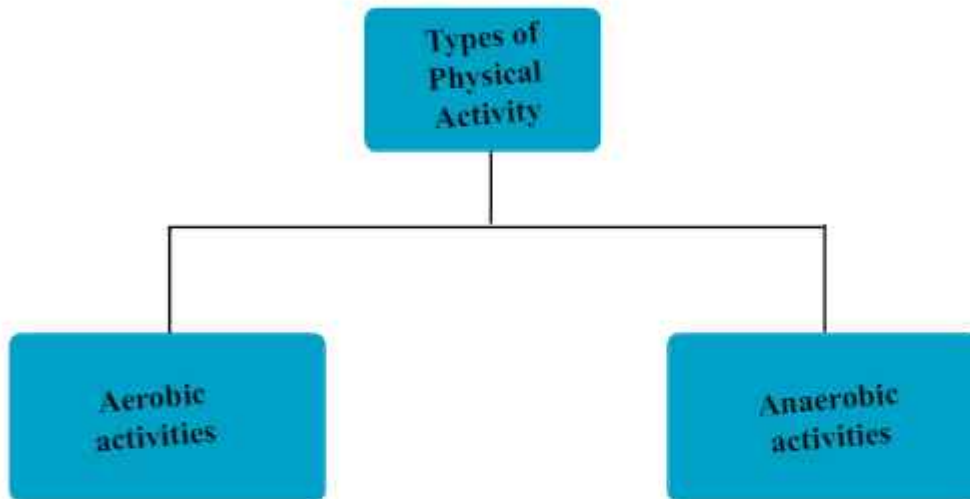 Types of
Physical
Activity
Aerobic
activities
Anaerobic
activities